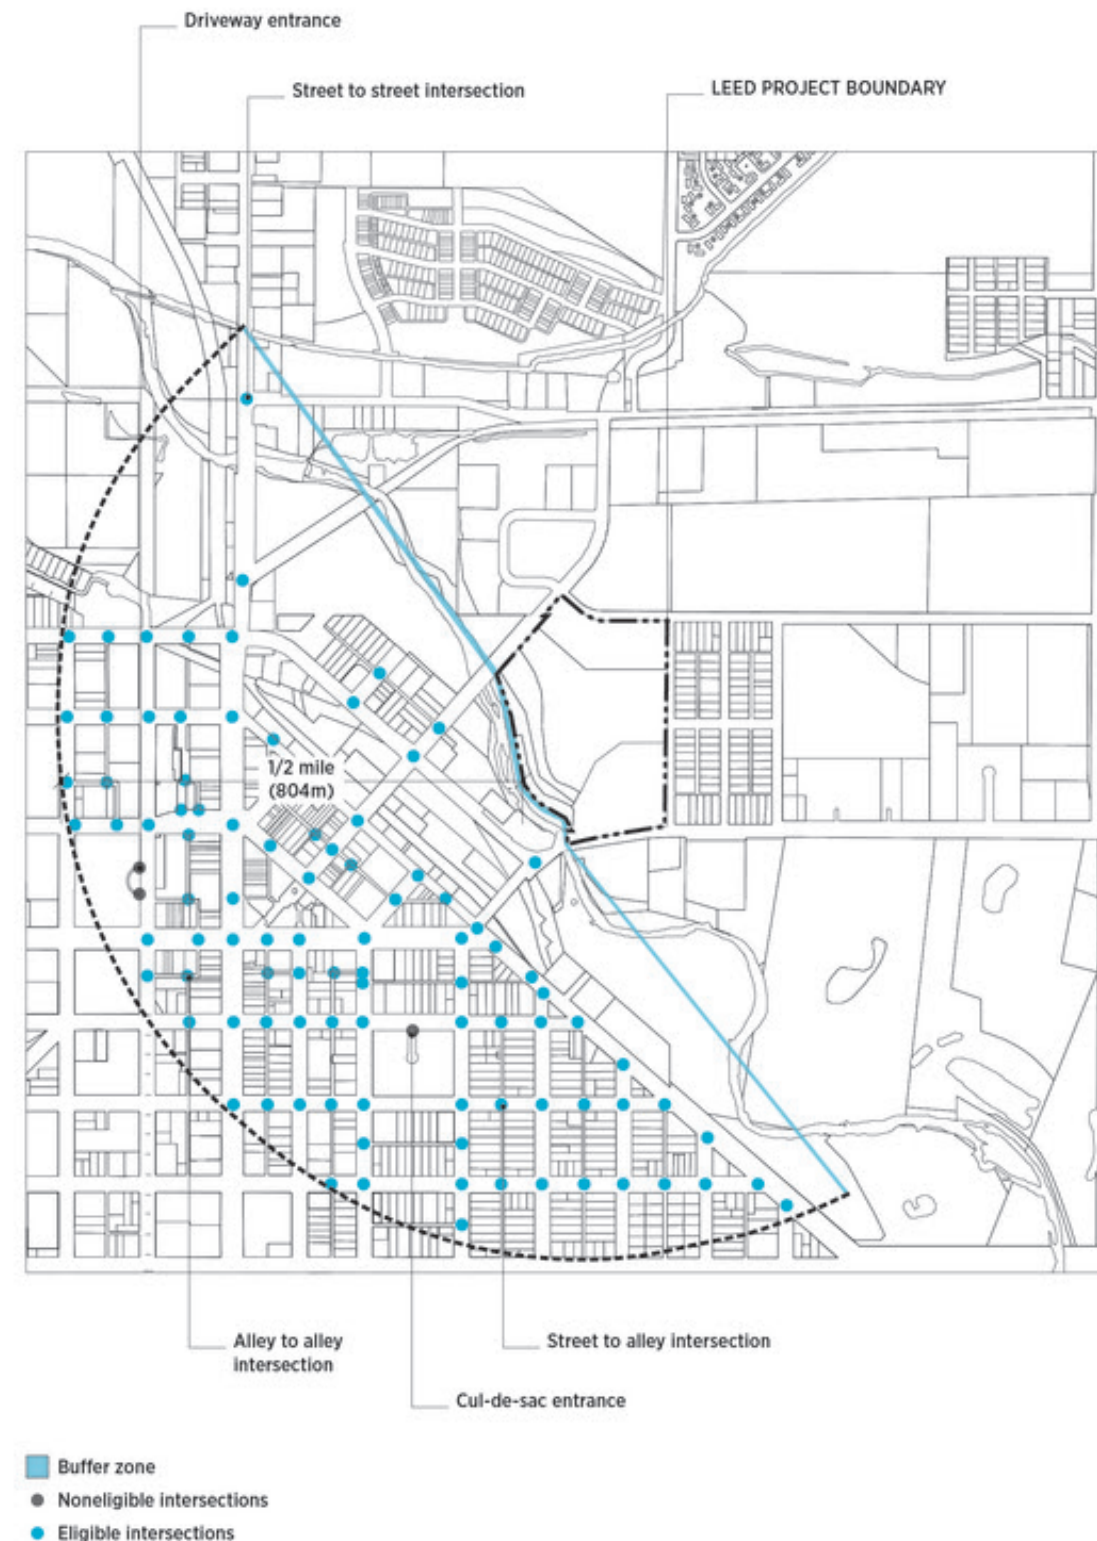 Driveway entrance
Street to street intersection
LEED PROJECT BOUNDARY
1/2 mile
(804m)
Alley to alley
intersection
Street to alley intersection
Cul-de-sac entrance
Buffer zone
Noneligible intersections
Eligible intersections